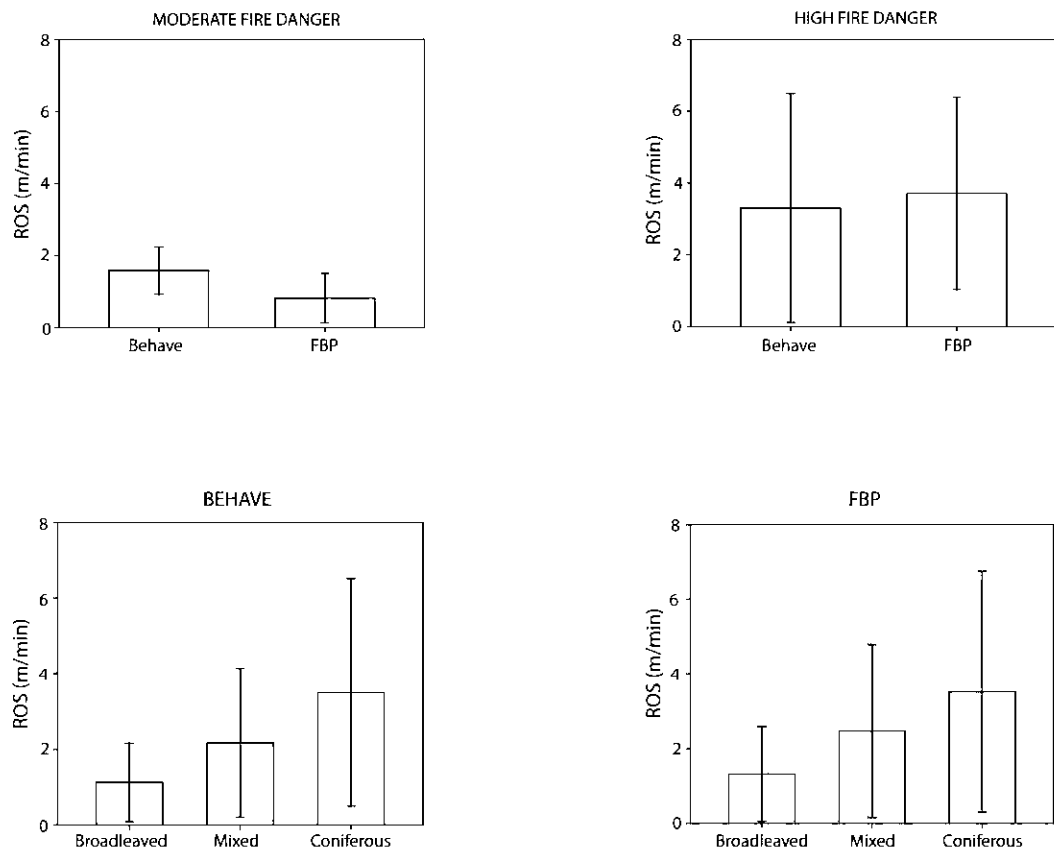 MODERATE FIRE DANGER
8
6
4
2
0
ROS (m/min)
Behave FBP
HIGH FIRE DANGER
8
6
4
2
0
ROS (m/min)
Behave FBP
BEHAVE
8
6
4
2
0
ROS (m/min)
Broadleaved Mixed Coniferous
FBP
8
6
4
2
0
ROS (m/min)
Broadleaved Mixed Coniferous